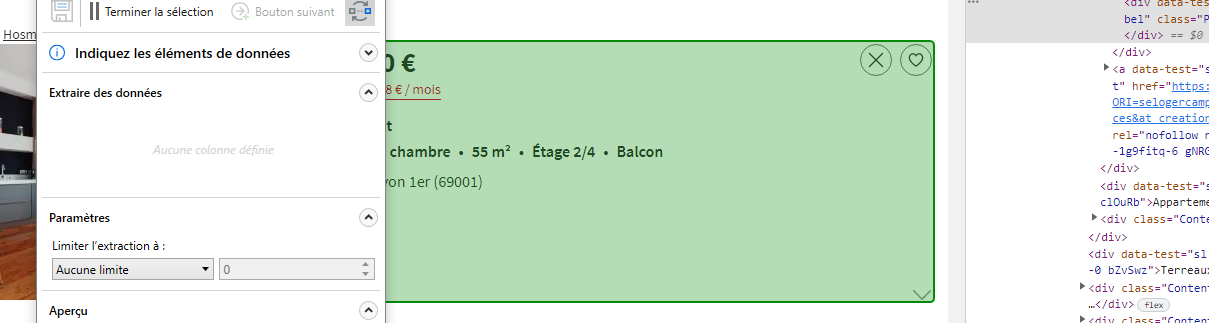 Terminer la sélection
Bouton suivant
Hosm
Indiquez les éléments de données
Extraire des données
Aucune colonne définie
Paramètres
Limiter l'extraction à :
Aucune limite
0
Aperçu
0 €
8 € / mois
t
chambre • 55 m² • Étage 2/4 • Balcon
yon 1er (69001)
<div data-test=
bel" class="P
</div> == $0
</div>
<a data-test="s
t" href="https:
ORI=selogercamp
ces&at_creation
rel="nofollow n
-1g9fitq-6 gNRG
</div>
<div data-test="s
clOuRb">Apparteme
<div class="Conte
</div>
<div data-test="sl
-0 bZvSwz">Terreaux
<div class="Content
…</div> flex
<div class="Content